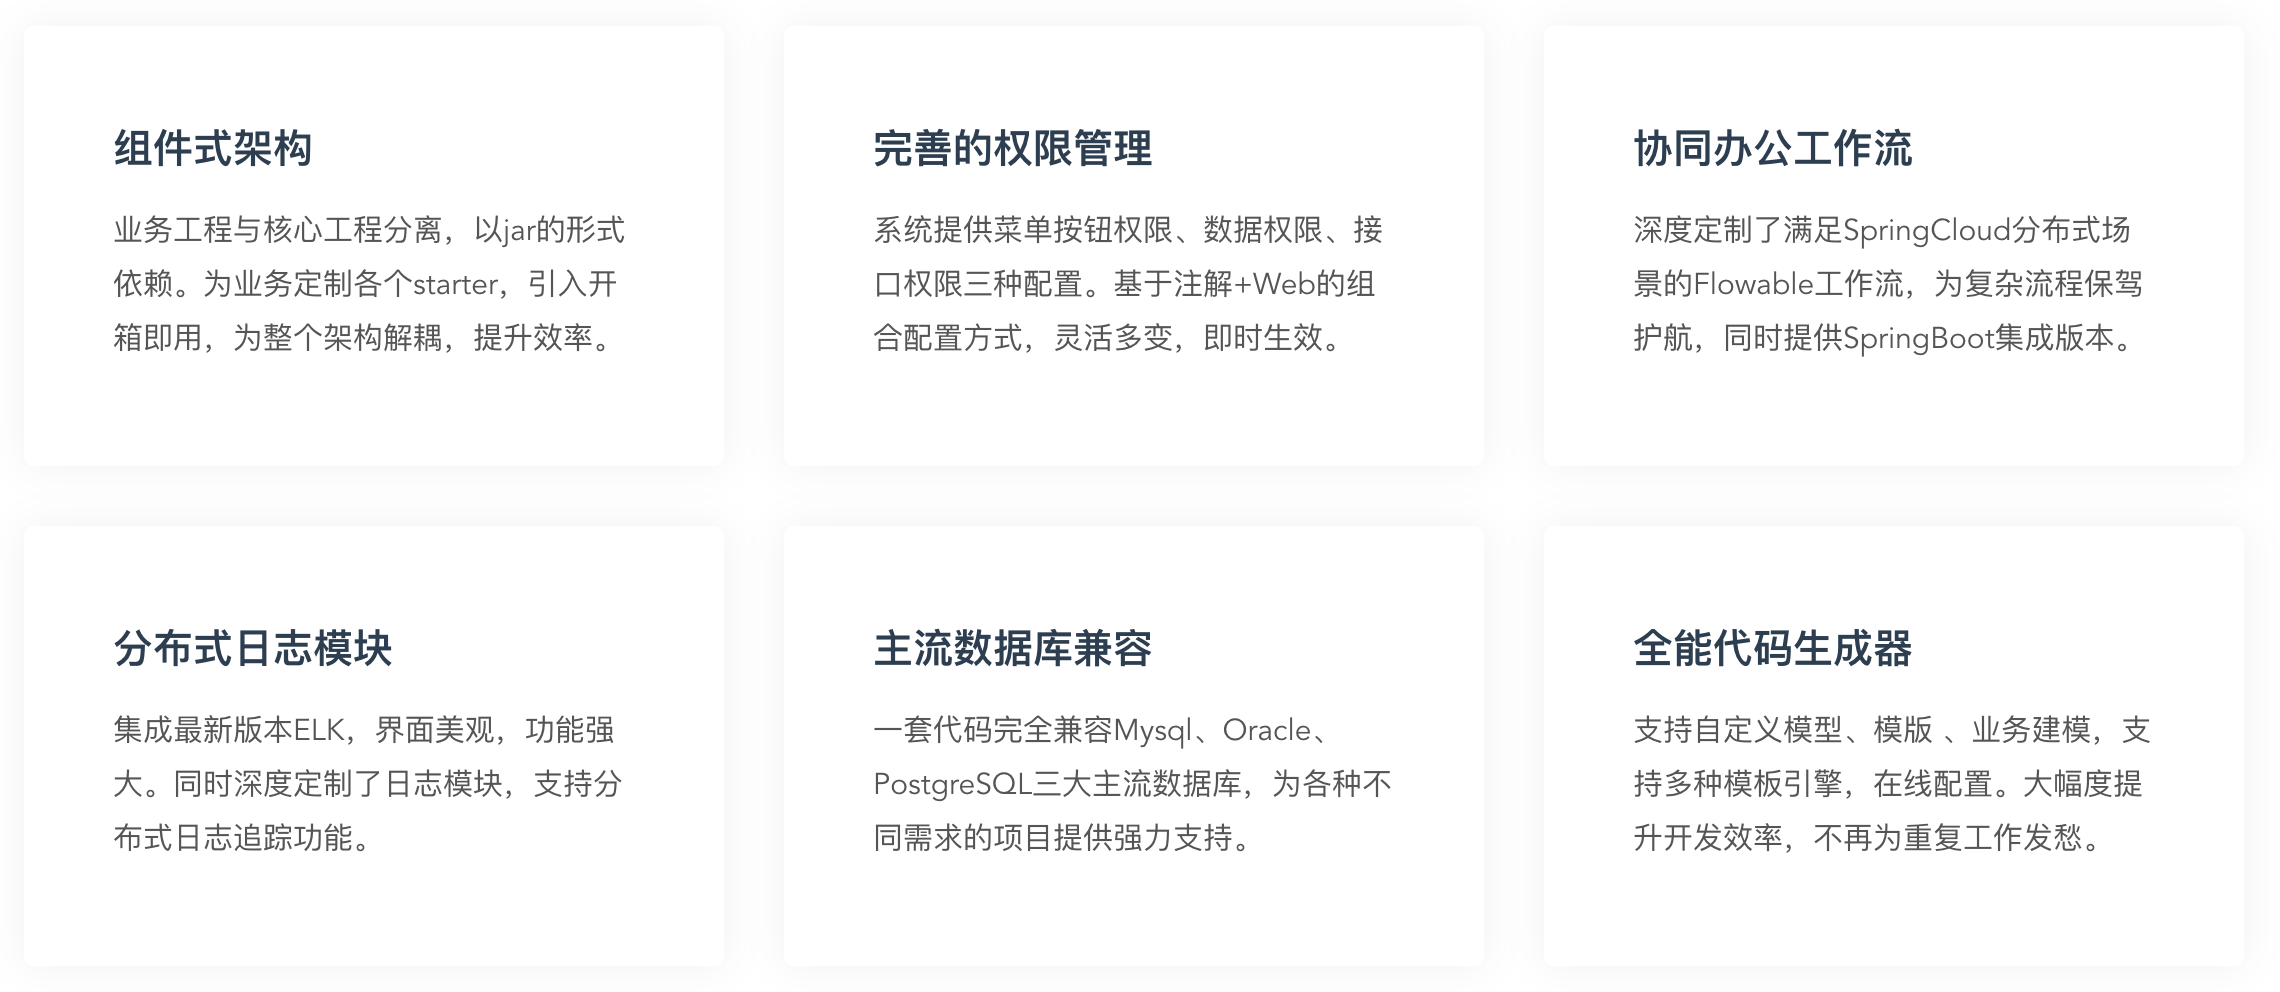 组件式架构
业务工程与核心工程分离，以jar的形式
依赖。为业务定制各个starter，引入开
箱即用，为整个架构解耦，提升效率。
完善的权限管理
系统提供菜单按钮权限、数据权限、接
口权限三种配置。基于注解+Web的组
合配置方式，灵活多变，即时生效。
协同办公工作流
深度定制了满足SpringCloud分布式场
景的Flowable工作流，为复杂流程保驾
护航，同时提供SpringBoot集成版本。
分布式日志模块
集成最新版本ELK，界面美观，功能强
大。同时深度定制了日志模块，支持分
布式日志追踪功能。
主流数据库兼容
一套代码完全兼容Mysql、Oracle、
PostgreSQL三大主流数据库，为各种不
同需求的项目提供强力支持。
全能代码生成器
支持自定义模型、模版 、业务建模，支
持多种模板引擎，在线配置。大幅度提
升开发效率，不再为重复工作发愁。